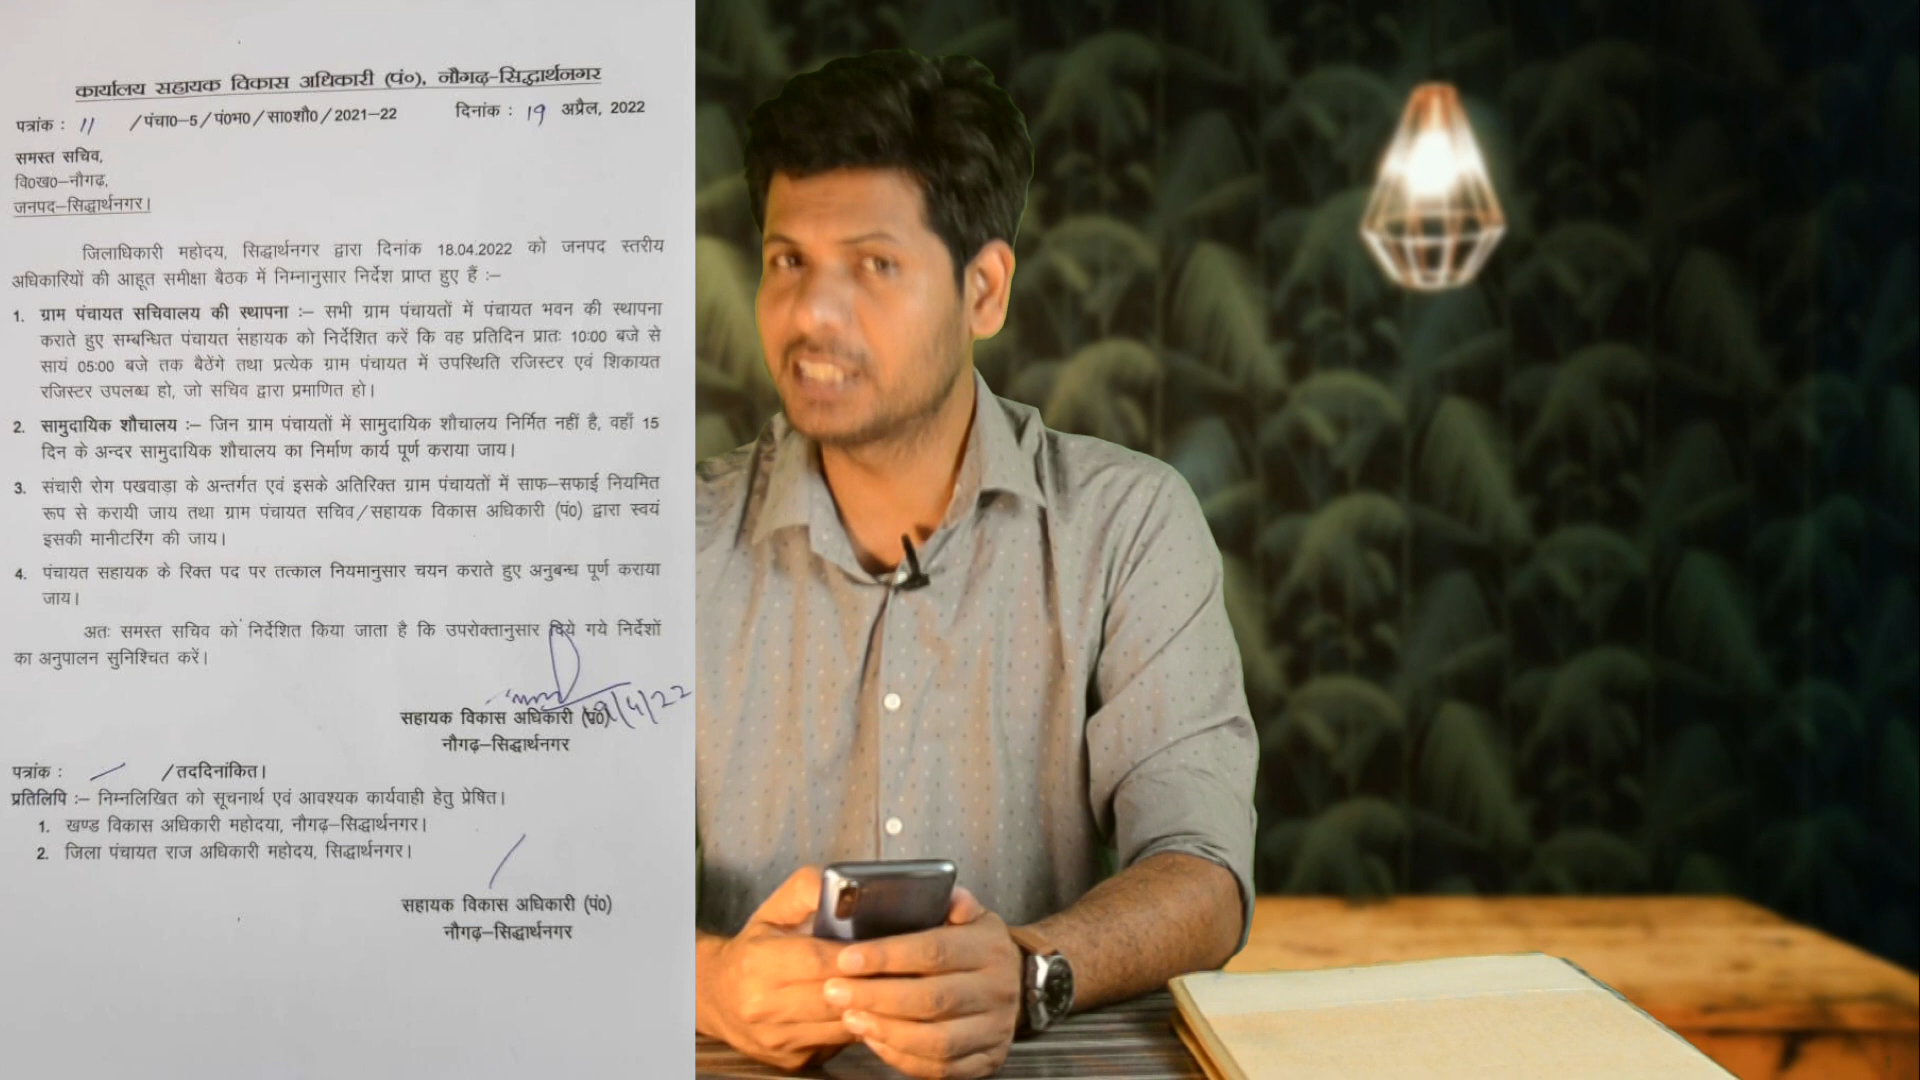 कार्यालय सहायक विकास अधिकारी (पं०), नौगढ़–सिद्धार्थनगर
पत्रांक : 11 /पंचा0–5/पं0भ0/सा0शौ0/2021–22 दिनांक : 19 अप्रैल, 2022
समस्त सचिव,
वि0ख0–नौगढ़,
जनपद–सिद्धार्थनगर।
जिलाधिकारी महोदय, सिद्धार्थनगर द्वारा दिनांक 18.04.2022 को जनपद स्तरीय
अधिकारियों की आहूत समीक्षा बैठक में निम्नानुसार निर्देश प्राप्त हुए हैं :–
1. ग्राम पंचायत सचिवालय की स्थापना :– सभी ग्राम पंचायतों में पंचायत भवन की स्थापना
कराते हुए सम्बन्धित पंचायत सहायक को निर्देशित करें कि वह प्रतिदिन प्रातः 10:00 बजे से
सायं 05:00 बजे तक बैठेंगे तथा प्रत्येक ग्राम पंचायत में उपस्थिति रजिस्टर एवं शिकायत
रजिस्टर उपलब्ध हो, जो सचिव द्वारा प्रमाणित हो।
2. सामुदायिक शौचालय :– जिन ग्राम पंचायतों में सामुदायिक शौचालय निर्मित नहीं है, वहाँ 15
दिन के अन्दर सामुदायिक शौचालय का निर्माण कार्य पूर्ण कराया जाय।
3. संचारी रोग पखवाड़ा के अन्तर्गत एवं इसके अतिरिक्त ग्राम पंचायतों में साफ–सफाई नियमित
रूप से करायी जाय तथा ग्राम पंचायत सचिव/सहायक विकास अधिकारी (पं0) द्वारा स्वयं
इसकी मानीटरिंग की जाय।
4. पंचायत सहायक के रिक्त पद पर तत्काल नियमानुसार चयन कराते हुए अनुबन्ध पूर्ण कराया
जाय।
अतः समस्त सचिव को निर्देशित किया जाता है कि उपरोक्तानुसार दिये गये निर्देशों
का अनुपालन सुनिश्चित करें।
19/4/22
सहायक विकास अधिकारी (पं0)
नौगढ़–सिद्धार्थनगर
पत्रांक : /तददिनांकित।
प्रतिलिपि :– निम्नलिखित को सूचनार्थ एवं आवश्यक कार्यवाही हेतु प्रेषित।
1. खण्ड विकास अधिकारी महोदया, नौगढ़–सिद्धार्थनगर।
2. जिला पंचायत राज अधिकारी महोदय, सिद्धार्थनगर।
सहायक विकास अधिकारी (पं0)
नौगढ़–सिद्धार्थनगर